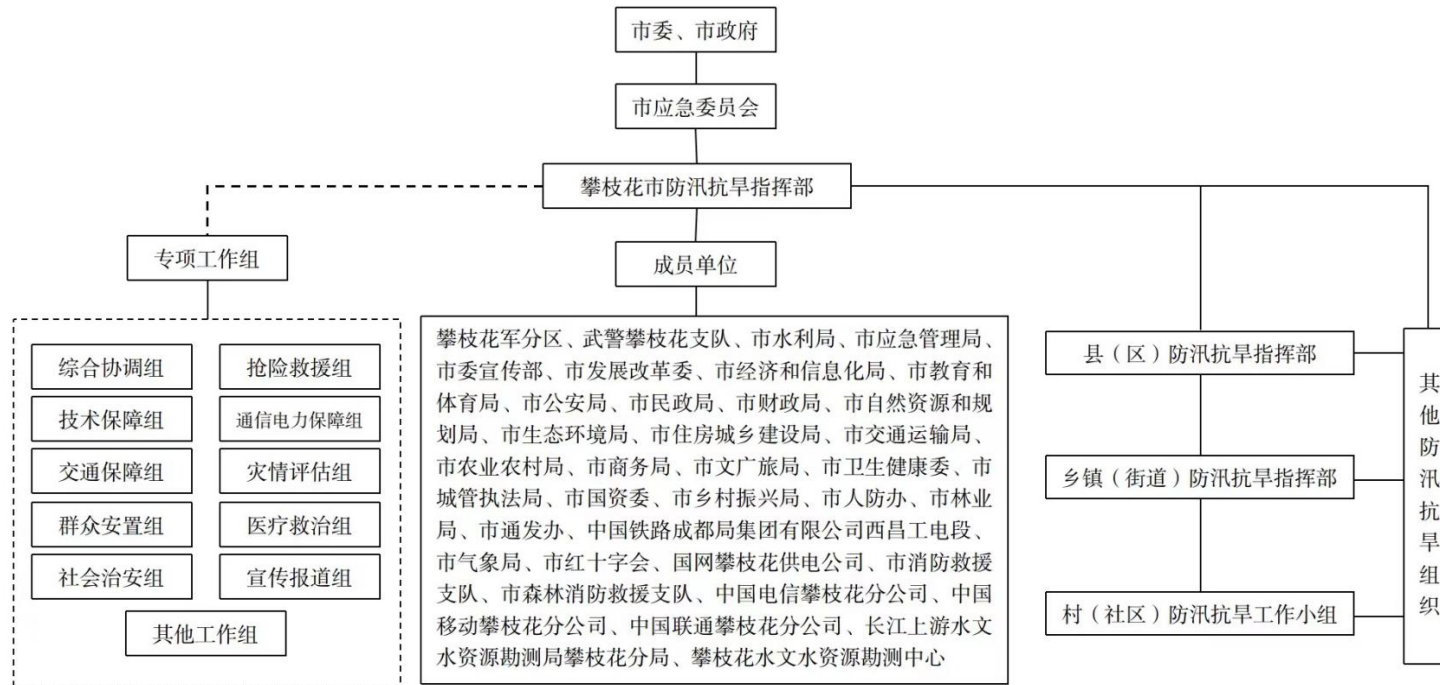 市委、市政府
市应急委员会
攀枝花市防汛抗旱指挥部
专项工作组
成员单位
综合协调组
抢险救援组
技术保障组
通信电力保障组
交通保障组
灾情评估组
群众安置组
医疗救治组
社会治安组
宣传报道组
其他工作组
攀枝花军分区、武警攀枝花支队、市水利局、市应急管理局、
市委宣传部、市发展改革委、市经济和信息化局、市教育和
体育局、市公安局、市民政局、市财政局、市自然资源和规
划局、市生态环境局、市住房城乡建设局、市交通运输局、
市农业农村局、市商务局、市文广旅局、市卫生健康委、市
城管执法局、市国资委、市乡村振兴局、市人防办、市林业
局、市通发办、中国铁路成都局集团有限公司西昌工电段、
市气象局、市红十字会、国网攀枝花供电公司、市消防救援
支队、市森林消防救援支队、中国电信攀枝花分公司、中国
移动攀枝花分公司、中国联通攀枝花分公司、长江上游水文
水资源勘测局攀枝花分局、攀枝花水文水资源勘测中心
县（区）防汛抗旱指挥部
乡镇（街道）防汛抗旱指挥部
村（社区）防汛抗旱工作小组
其他防汛抗旱组织